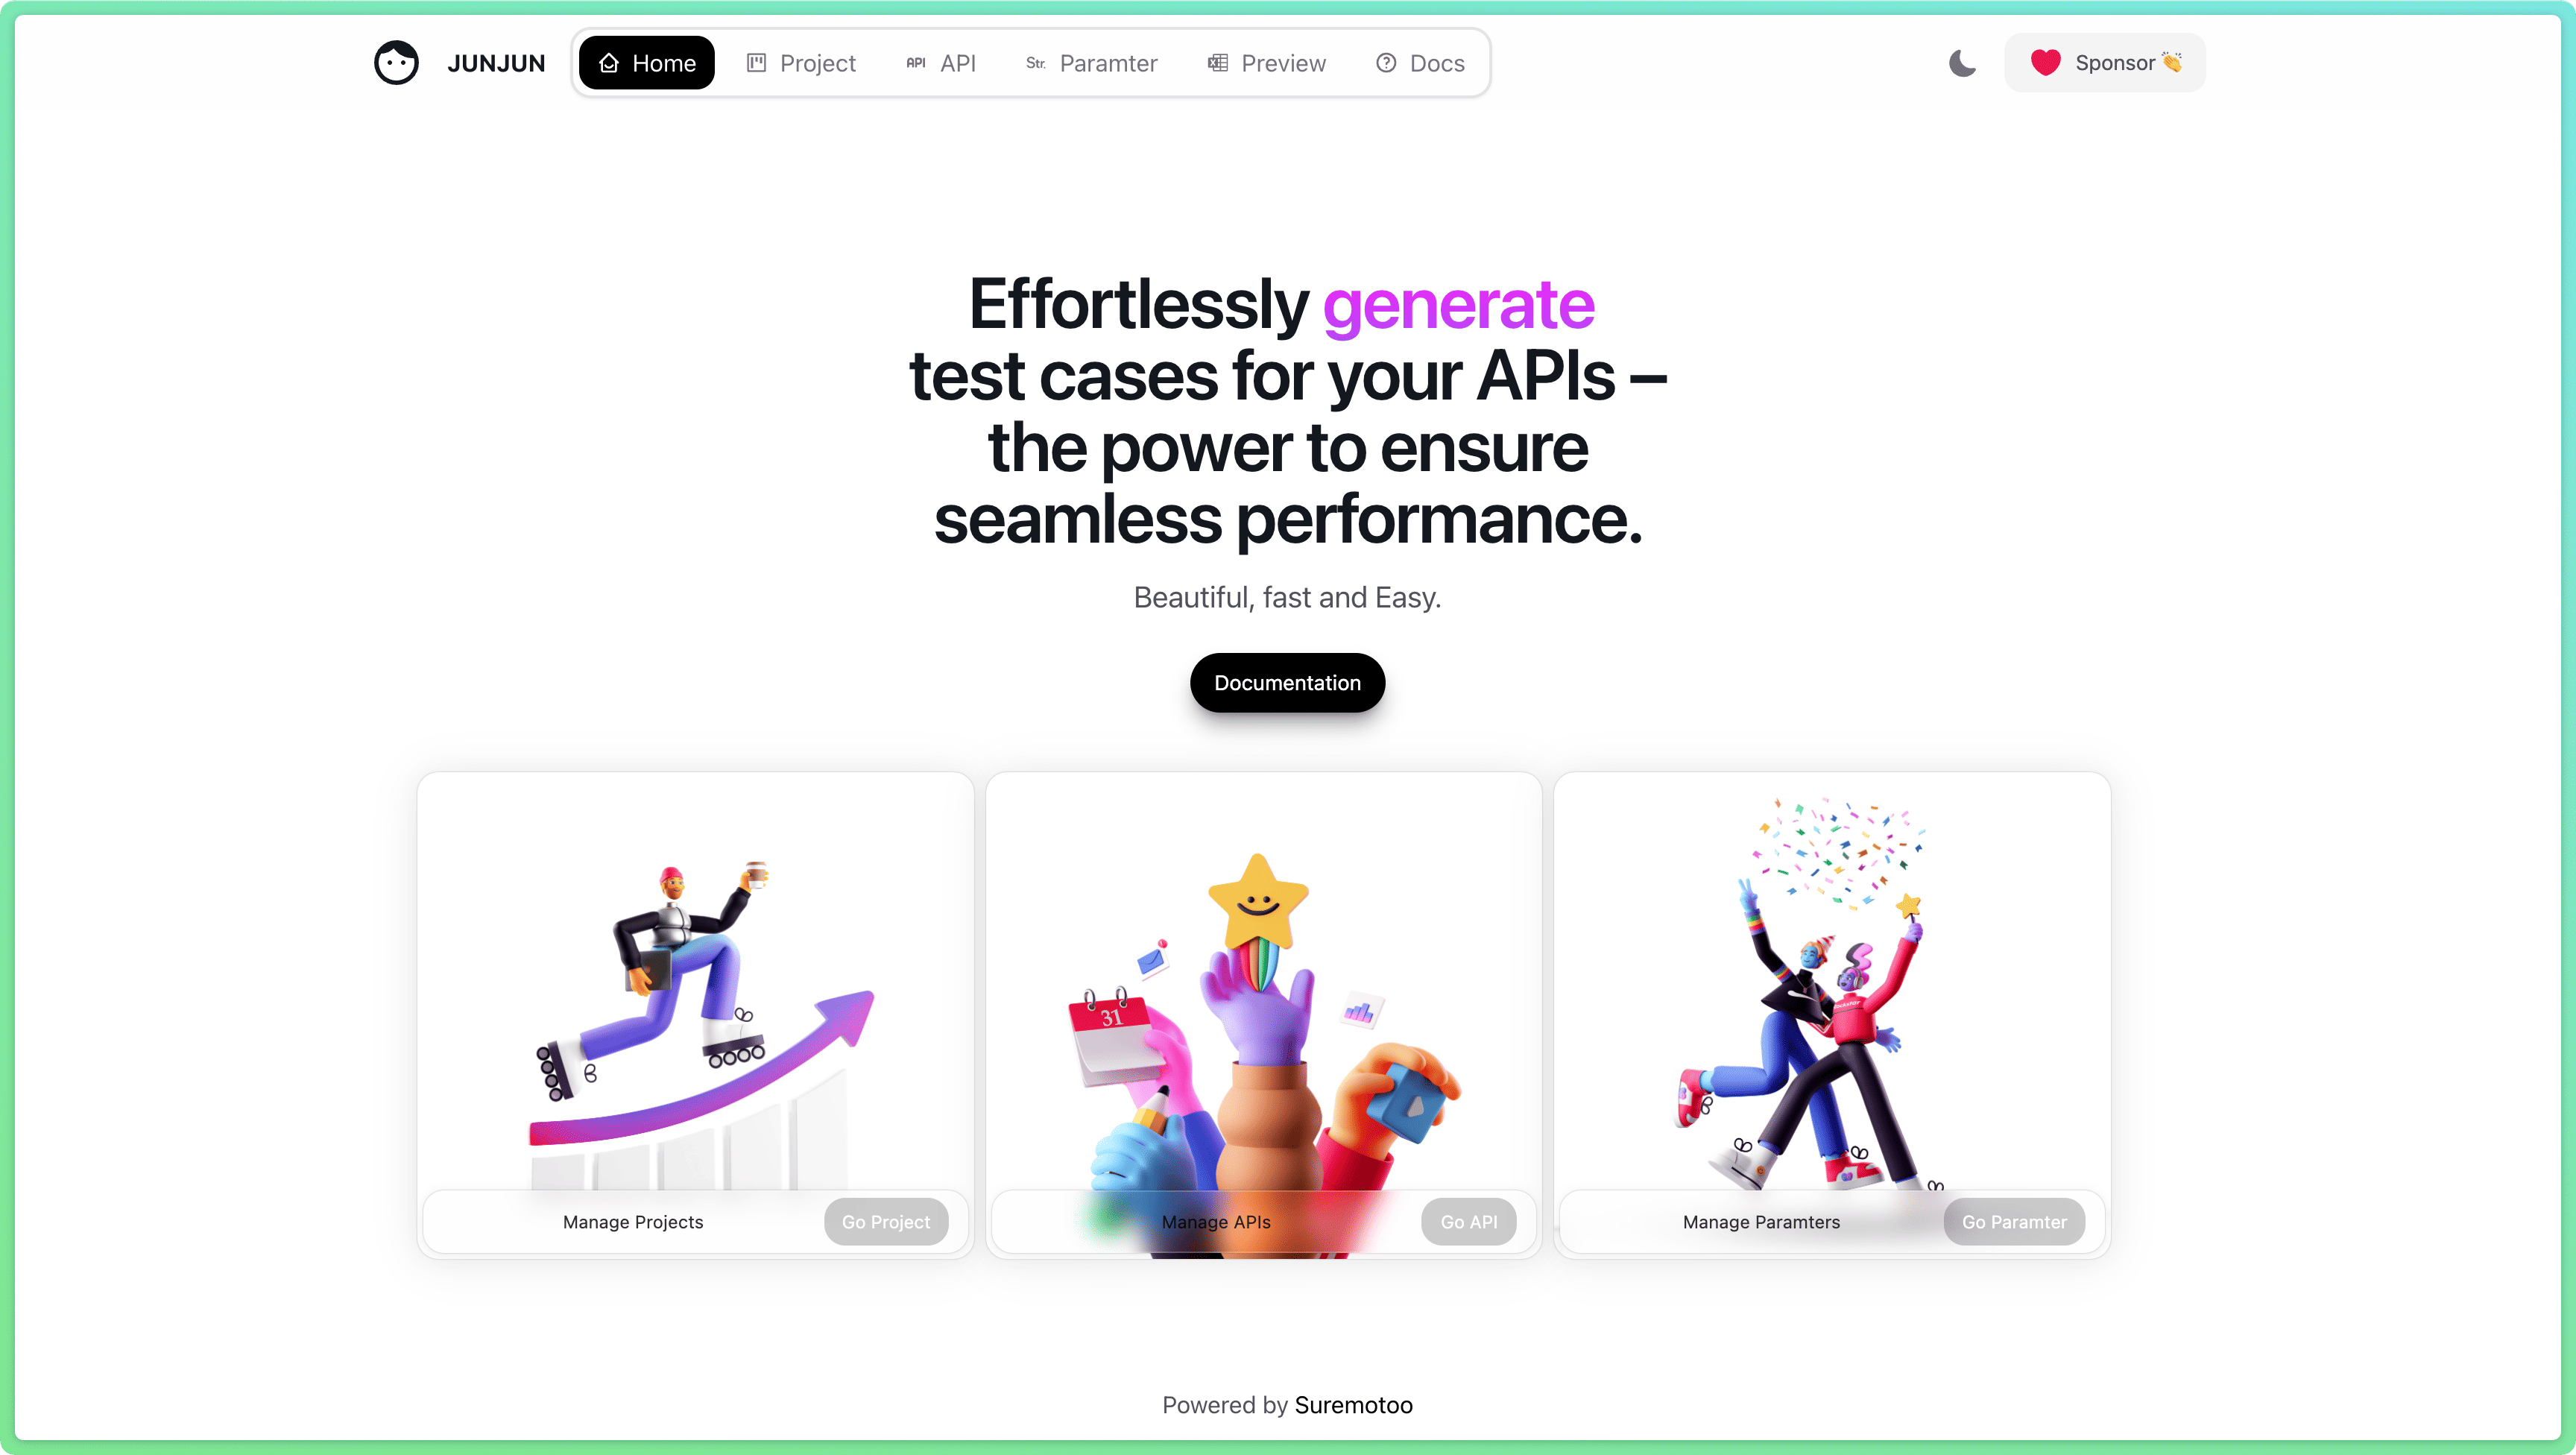 JUNJUN
Home
Project
API API
Str. Paramter
Preview
Docs
Sponsor 👏
Effortlessly generate
test cases for your APIs –
the power to ensure
seamless performance.
Beautiful, fast and Easy.
Documentation
31
Manage Projects
Go Project
Manage APIs
Go API
Manage Paramters
Go Paramter
Powered by Suremotoo